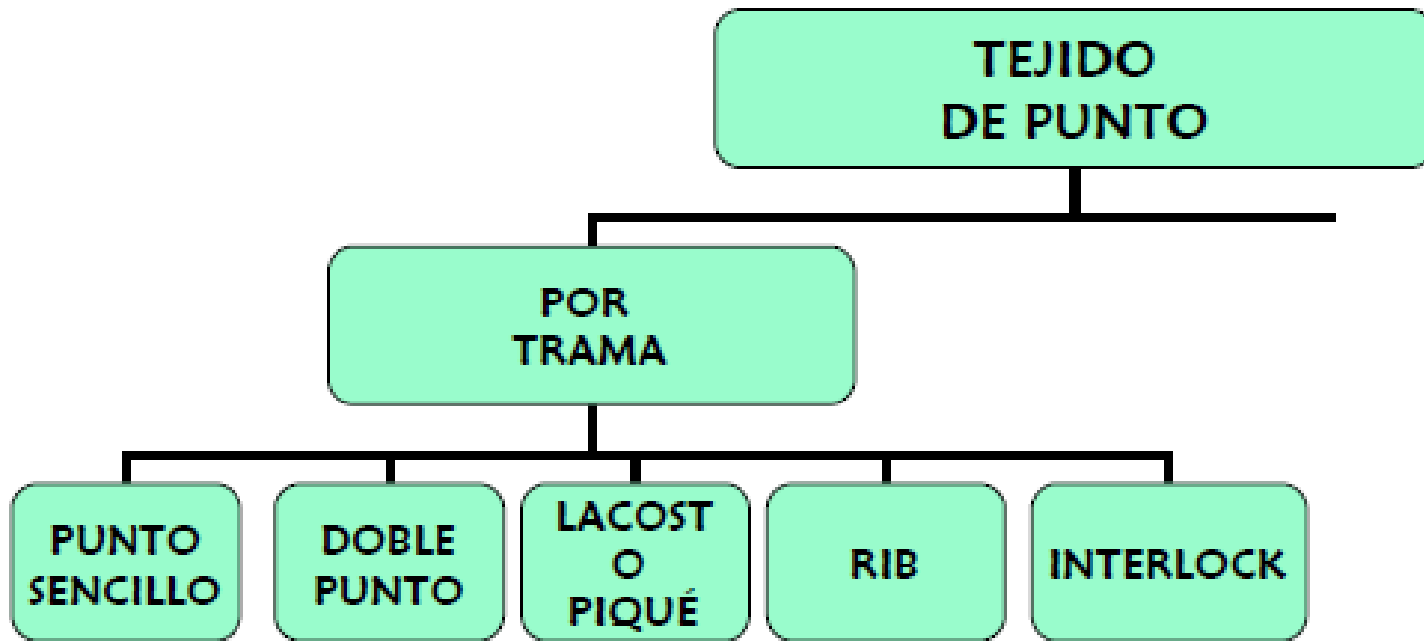 TEJIDO
DE PUNTO
POR
TRAMA
PUNTO
SENCILLO
DOBLE
PUNTO
LACOST
O
PIQUÉ
RIB
INTERLOCK